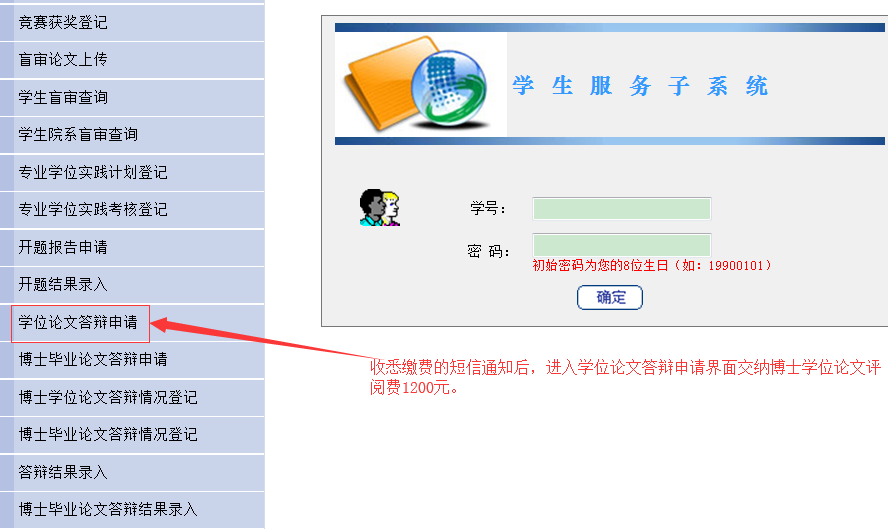 竞赛获奖登记
盲审论文上传
学生盲审查询
学生院系盲审查询
专业学位实践计划登记
专业学位实践考核登记
开题报告申请
开题结果录入
学位论文答辩申请
博士毕业论文答辩申请
博士学位论文答辩情况登记
博士毕业论文答辩情况登记
答辩结果录入
博士毕业论文答辩结果录入
学生服务子系统
学号：
密 码：
初始密码为您的8位生日（如：19900101）
确定
收悉缴费的短信通知后，进入学位论文答辩申请界面交纳博士学位论文评
阅费1200元。